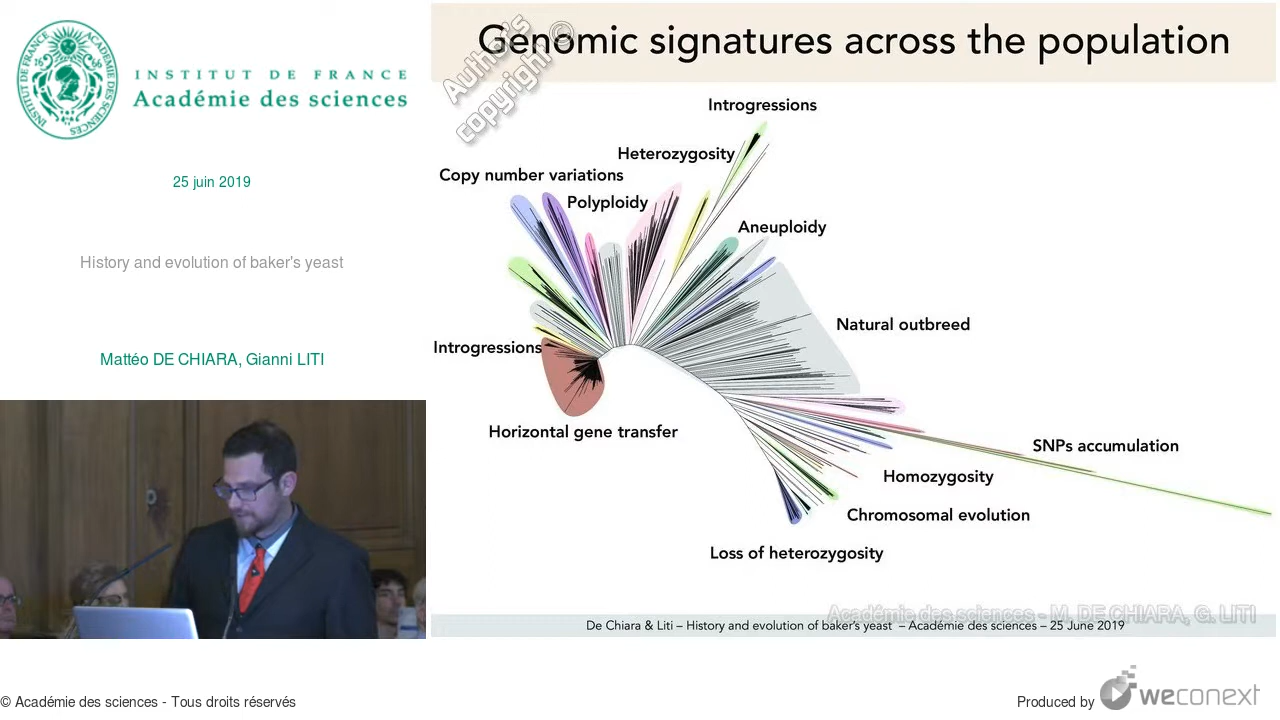 INSTITUT DE FRANCE
Académie des sciences
25 juin 2019
History and evolution of baker's yeast
Mattéo DE CHIARA, Gianni LITI
Genomic signatures across the population
Author's
copyright ©
Introgressions
Heterozygosity
Copy number variations
Polyploidy
Aneuploidy
Natural outbreed
Introgressions
Horizontal gene transfer
SNPs accumulation
Homozygosity
Chromosomal evolution
Loss of heterozygosity
Académie des sciences - M. DE CHIARA, G. LITI
De Chiara & Liti – History and evolution of baker's yeast – Académie des sciences – 25 June 2019
© Académie des sciences - Tous droits réservés
Produced by weconext